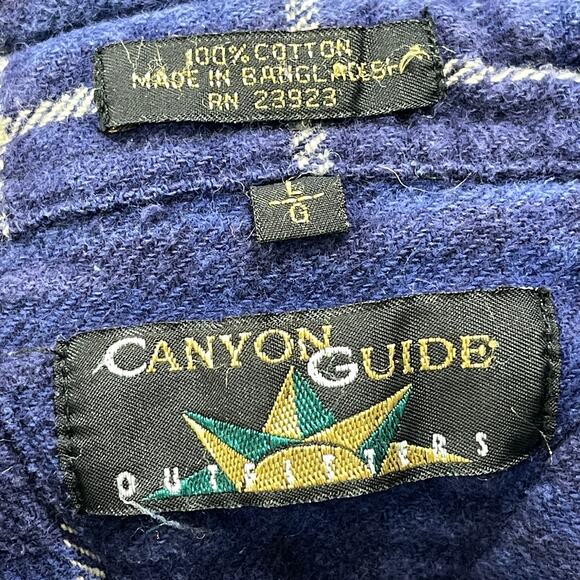 100% COTTON
MADE IN BANGLADESH
RN 23923
L
G
CANYON GUIDE
OUTFITTERS